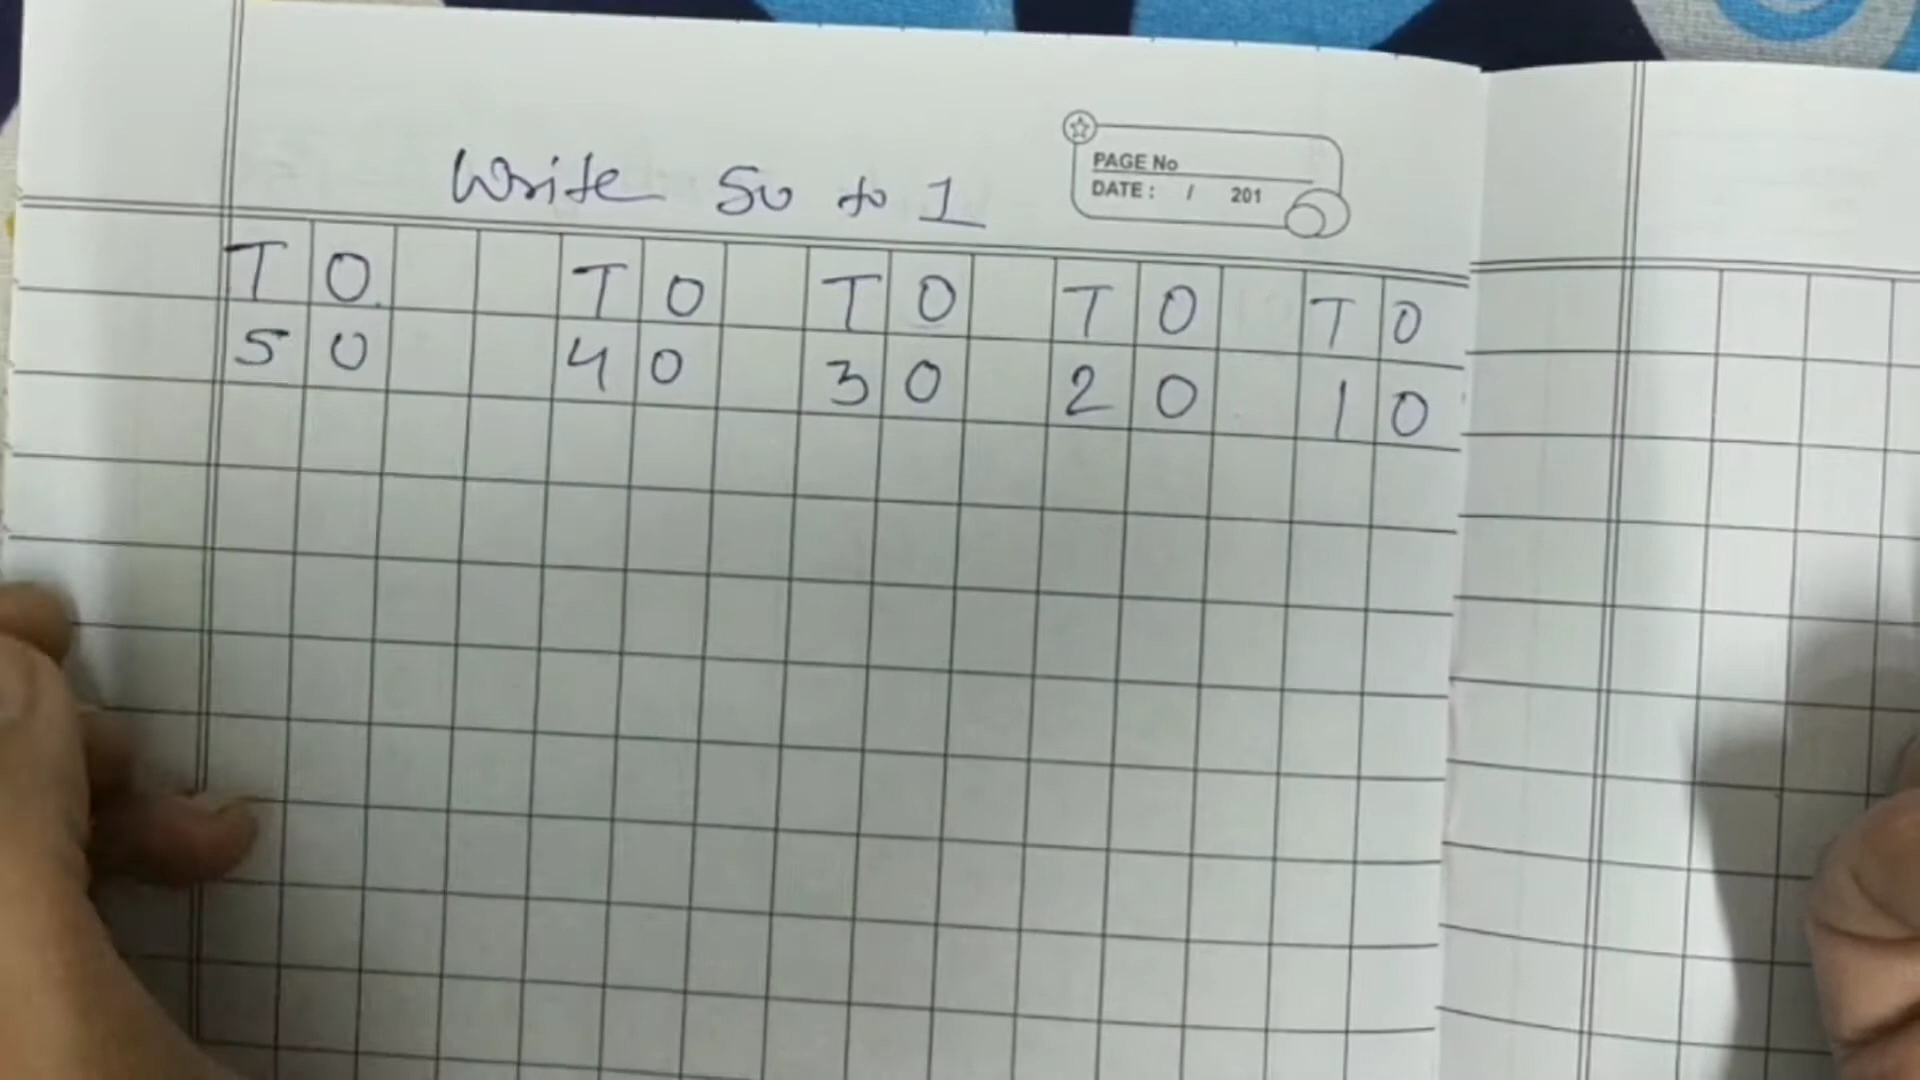 Write 50 to 1
PAGE No
DATE : / 201
T O T O T O T O T O
5 0 4 0 3 0 2 0 1 0